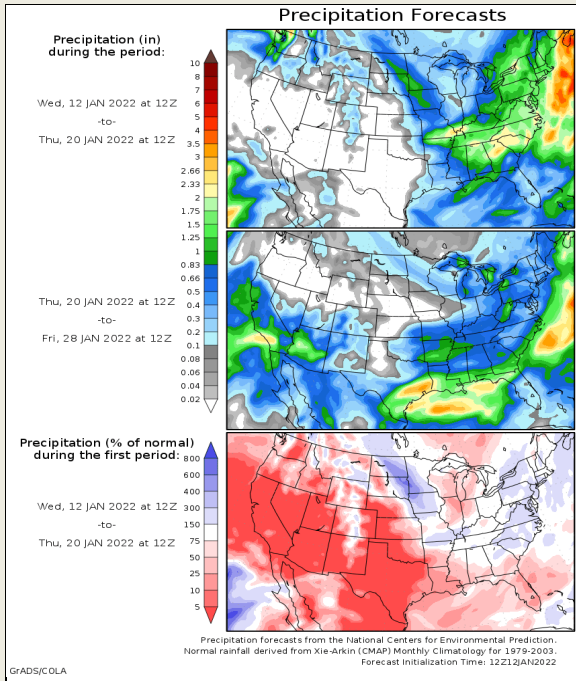 Precipitation Forecasts
Precipitation (in)
during the period:
Wed, 12 JAN 2022 at 12Z
-to-
Thu, 20 JAN 2022 at 12Z
10
9
8
7
6
5
4
3.5
3
2.66
2.33
2
1.75
1.5
1.25
1
0.83
0.66
0.5
0.4
0.3
0.2
0.1
0.08
0.06
0.04
0.02
Thu, 20 JAN 2022 at 12Z
-to-
Fri, 28 JAN 2022 at 12Z
Precipitation (% of normal)
during the first period:
Wed, 12 JAN 2022 at 12Z
-to-
Thu, 20 JAN 2022 at 12Z
800
600
400
300
150
75
50
25
10
5
Precipitation forecasts from the National Centers for Environmental Prediction.
Normal rainfall derived from Xie-Arkin (CMAP) Monthly Climatology for 1979-2003.
Forecast Initialization Time: 12Z12JAN2022
GrADS/COLA